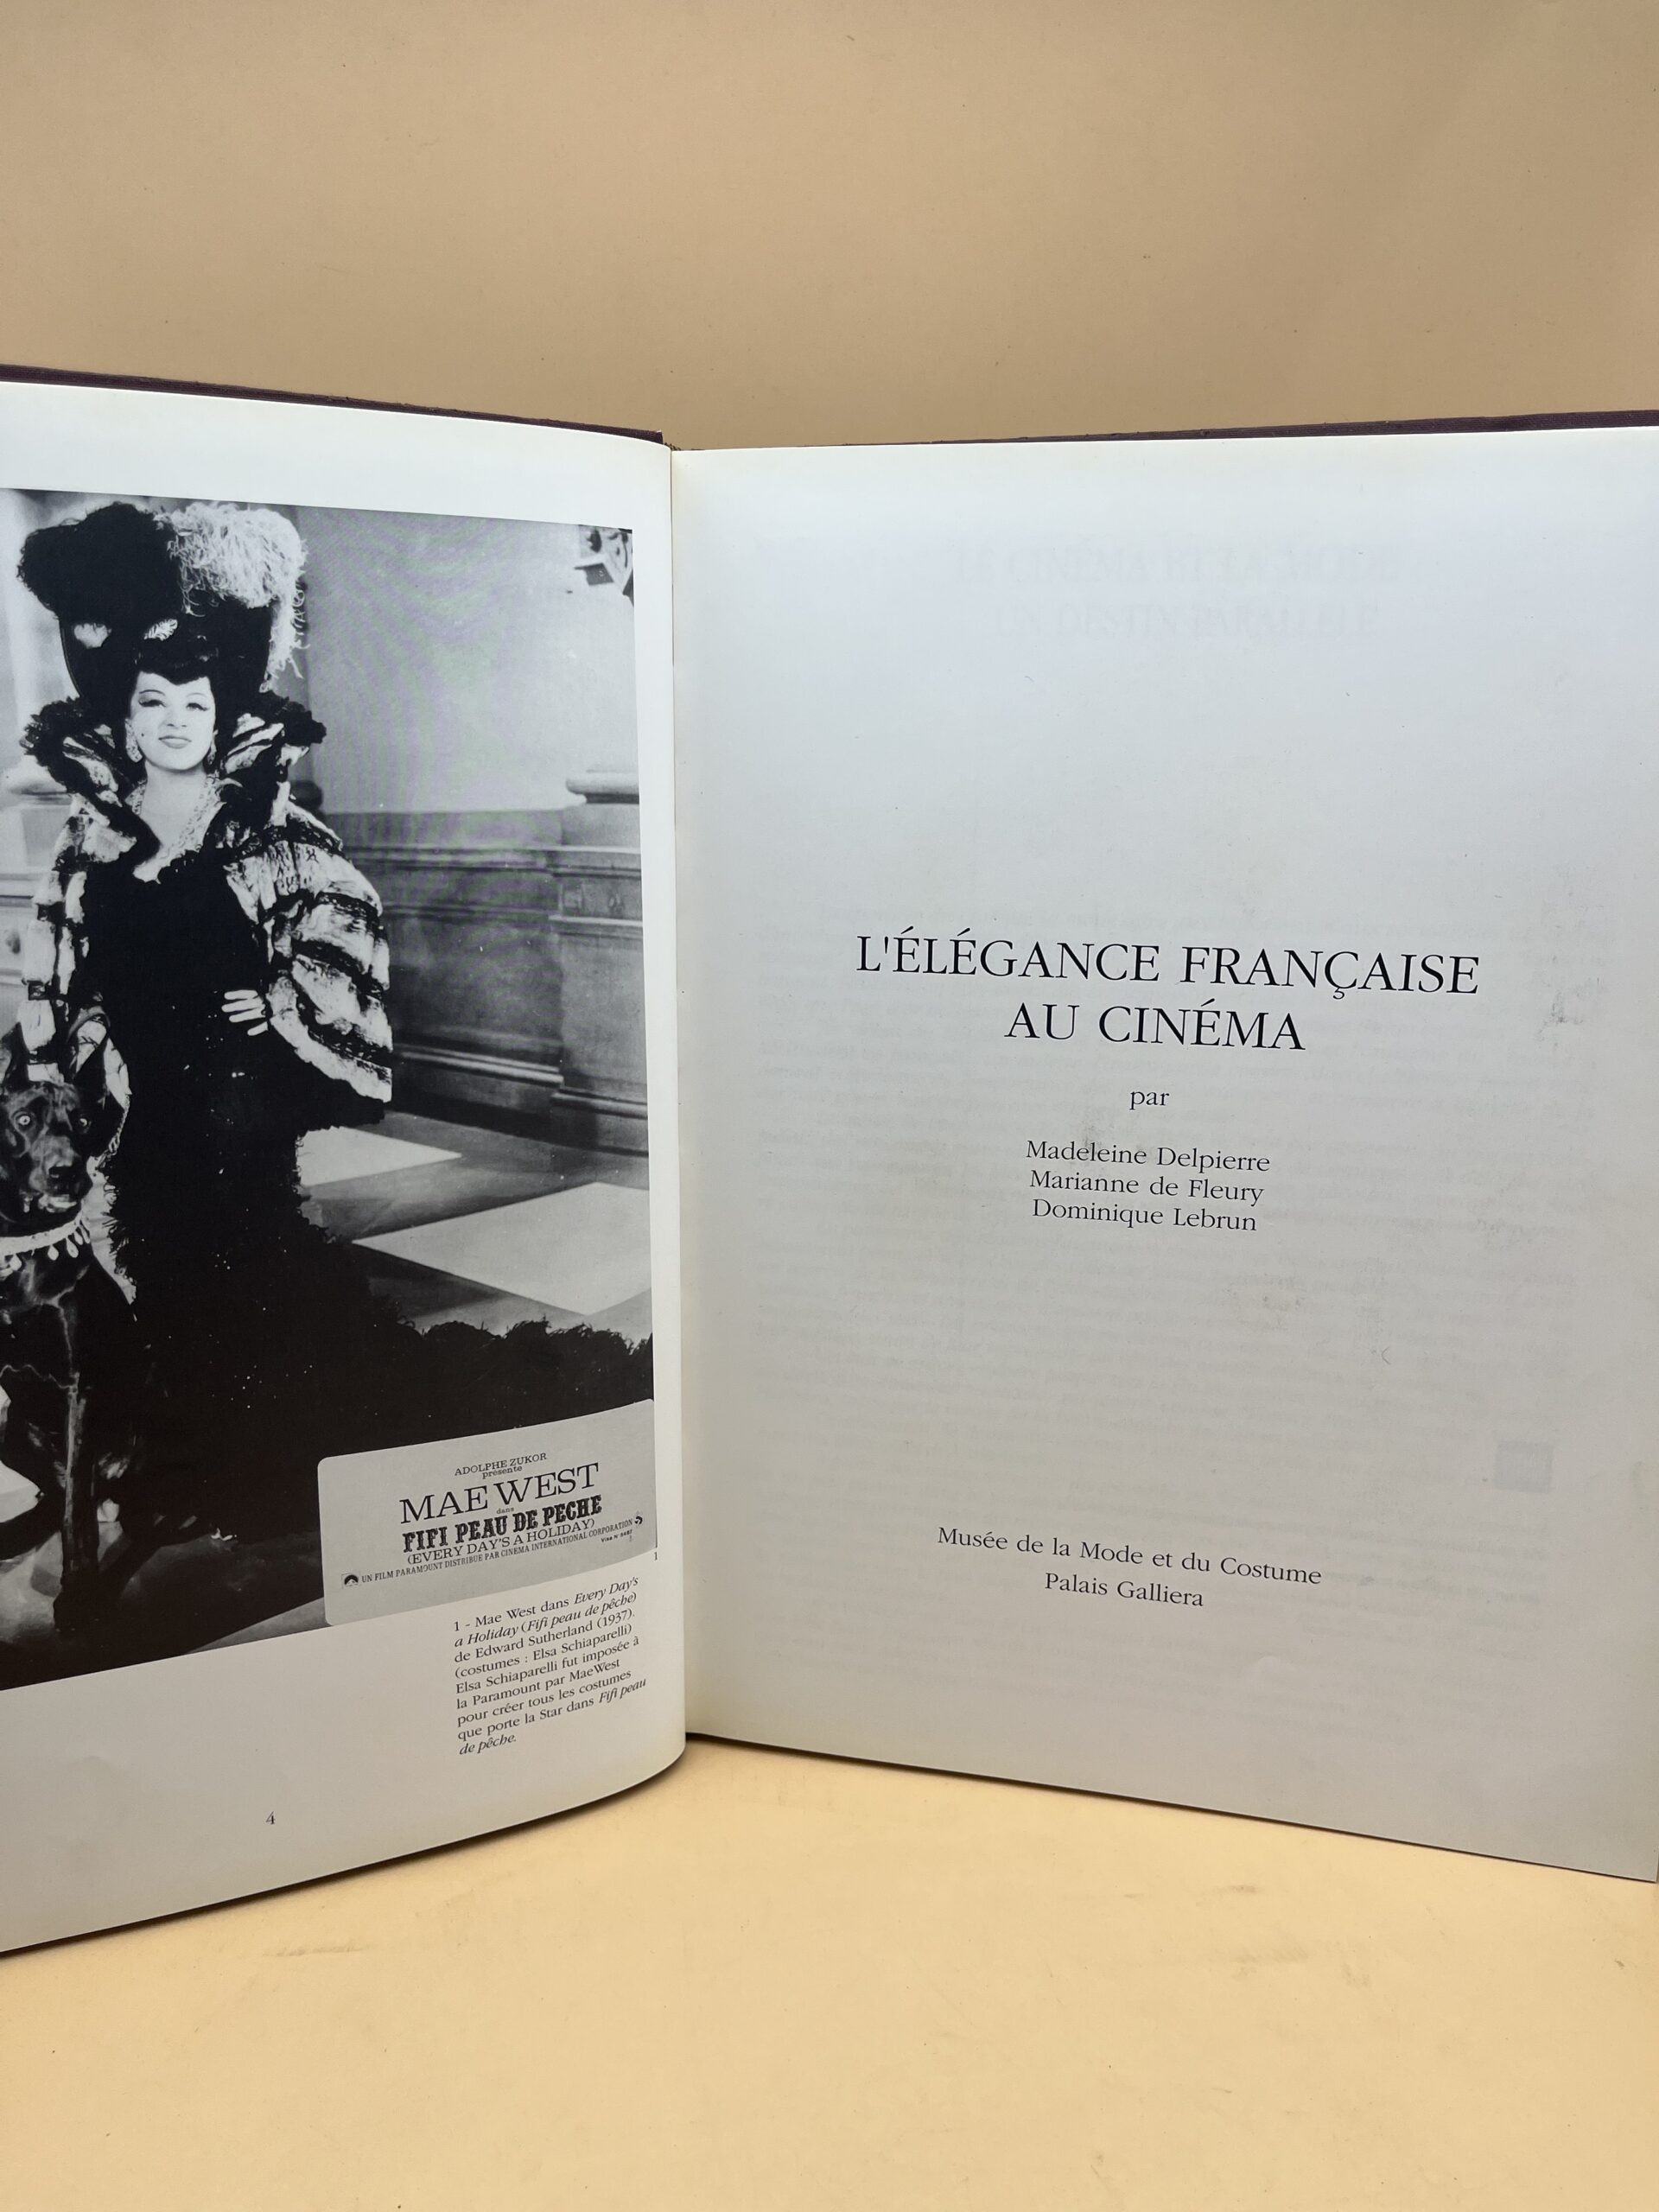 ADOLPHE ZUKOR
présente
MAE WEST
dans
FIFI PEAU DE PECHE
(EVERY DAY'S A HOLIDAY)
UN FILM PARAMOUNT DISTRIBUE PAR CINEMA INTERNATIONAL CORPORATION
1
1 - Mae West dans Every Day's
a Holiday (Fifi peau de pêche)
de Edward Sutherland (1937).
(costumes : Elsa Schiaparelli)
Elsa Schiaparelli fut imposée à
la Paramount par MaeWest
pour créer tous les costumes
que porte la Star dans Fifi peau
de pêche.
4
L'ÉLÉGANCE FRANÇAISE
AU CINÉMA
par
Madeleine Delpierre
Marianne de Fleury
Dominique Lebrun
Musée de la Mode et du Costume
Palais Galliera